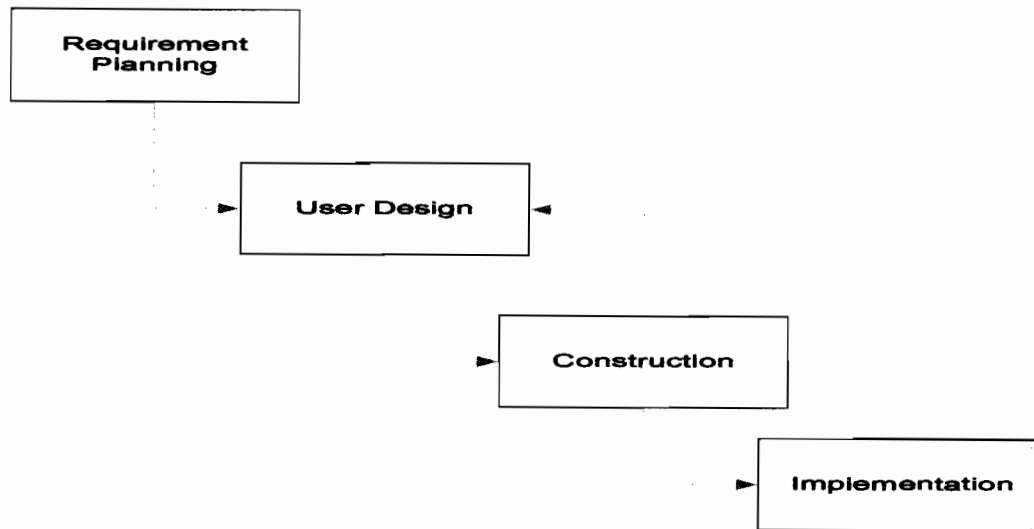 Requirement
Planning
User Design
Construction
Implementation